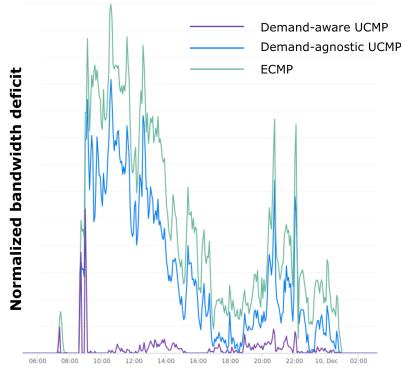 Demand-aware UCMP
Demand-agnostic UCMP
ECMP
Normalized bandwidth deficit
06:00 08:00 10:00 12:00 14:00 16:00 18:00 20:00 22:00 10. Dec 02:00